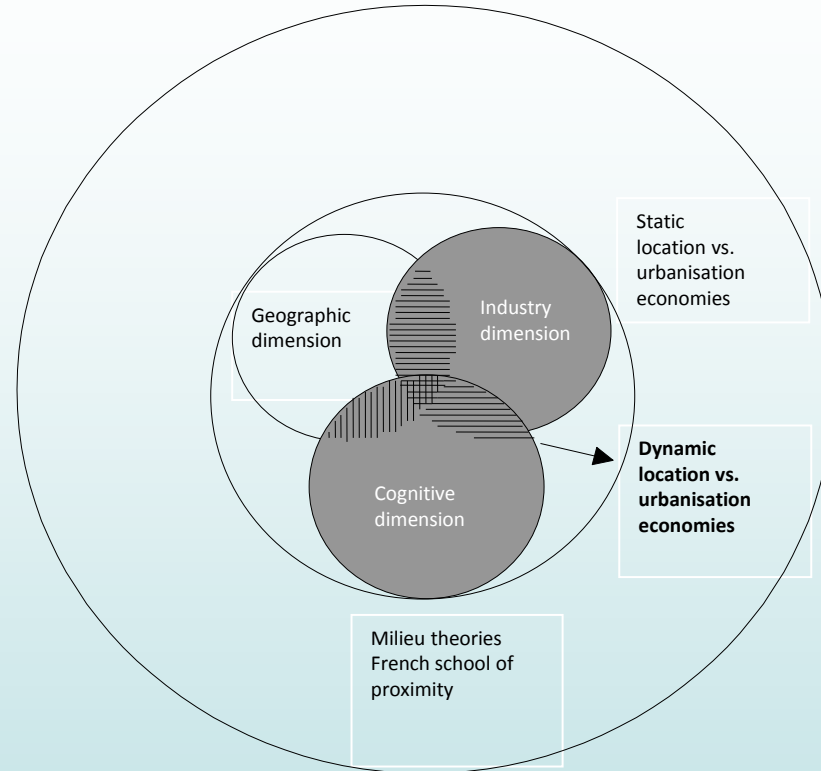 Static
location vs.
urbanisation
economies
Geographic
dimension
Industry
dimension
Dynamic
location vs.
urbanisation
economies
Cognitive
dimension
Milieu theories
French school of
proximity